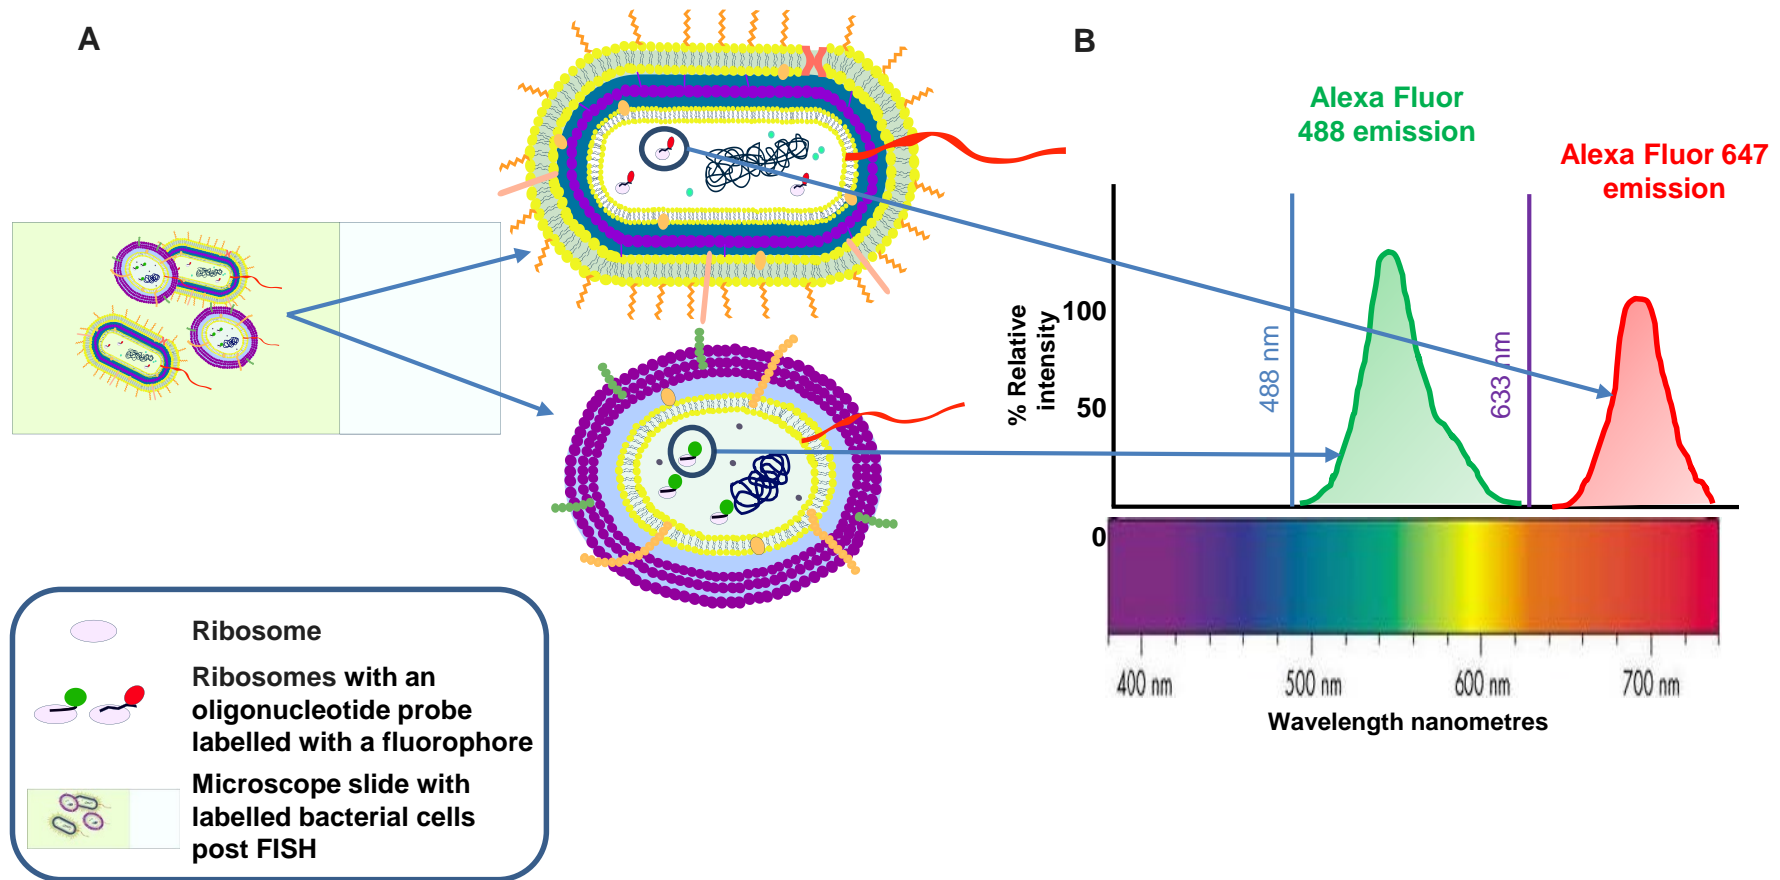 A
B
Alexa Fluor
488 emission
Alexa Fluor 647
emission
% Relative
intensity
100
50
0
488 nm
633 nm
400 nm
500 nm
600 nm
700 nm
Wavelength nanometres
Ribosome
Ribosomes with an
oligonucleotide probe
labelled with a fluorophore
Microscope slide with
labelled bacterial cells
post FISH